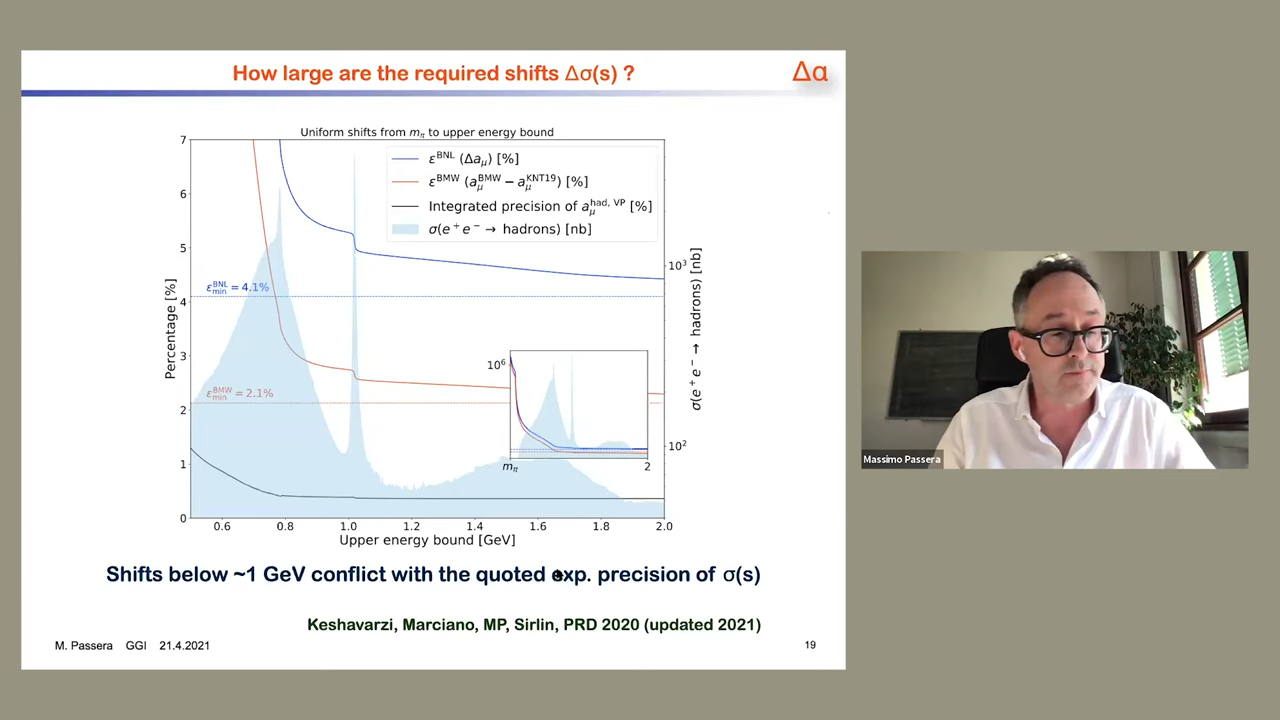 How large are the required shifts Δσ(s) ?
Δα
Uniform shifts from mπ to upper energy bound
7
6
5
4
3
2
1
0
Percentage [%]
ε^BNL (Δa_μ) [%]
ε^BMW (a_μ^BMW − a_μ^KNT19) [%]
Integrated precision of a_μ^had, VP [%]
σ(e⁺e⁻ → hadrons) [nb]
ε_min^BNL = 4.1%
ε_min^BMW = 2.1%
10⁶
mπ
2
10³
10²
σ(e⁺e⁻ → hadrons) [nb]
0.6 0.8 1.0 1.2 1.4 1.6 1.8 2.0
Upper energy bound [GeV]
Shifts below ~1 GeV conflict with the quoted exp. precision of σ(s)
Keshavarzi, Marciano, MP, Sirlin, PRD 2020 (updated 2021)
M. Passera GGI 21.4.2021
19
Massimo Passera